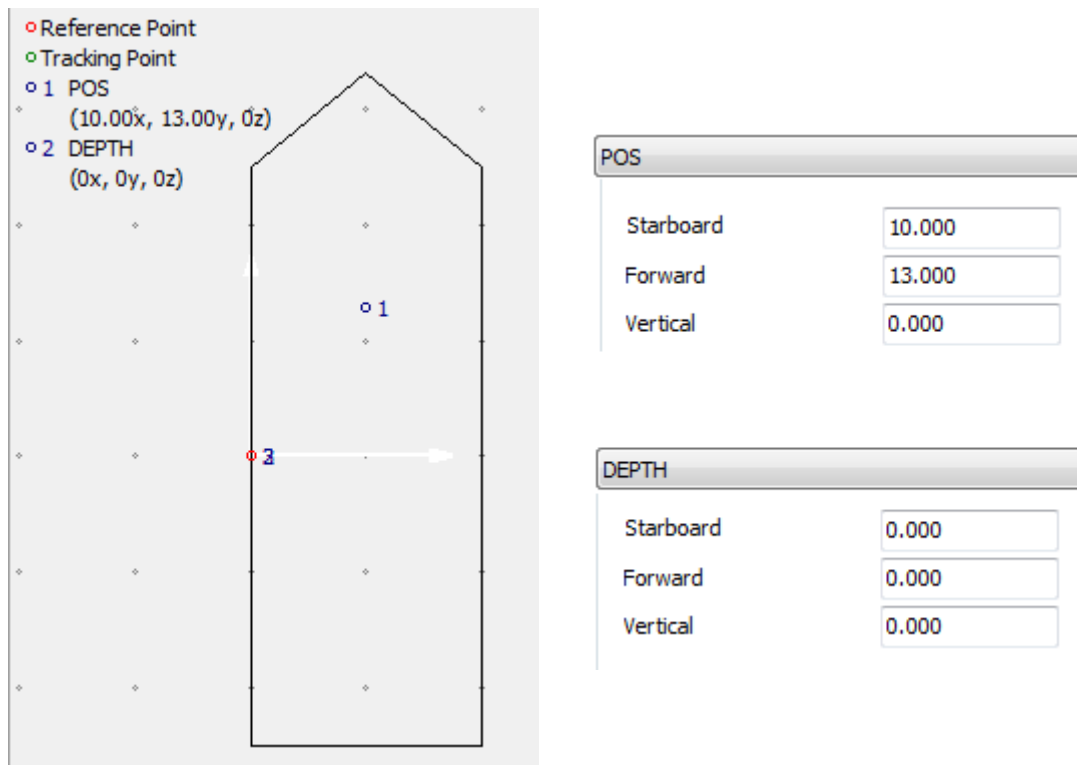 Reference Point
Tracking Point
1 POS
(10.00x, 13.00y, 0z)
2 DEPTH
(0x, 0y, 0z)
1
2
POS
Starboard 10.000
Forward 13.000
Vertical 0.000
DEPTH
Starboard 0.000
Forward 0.000
Vertical 0.000